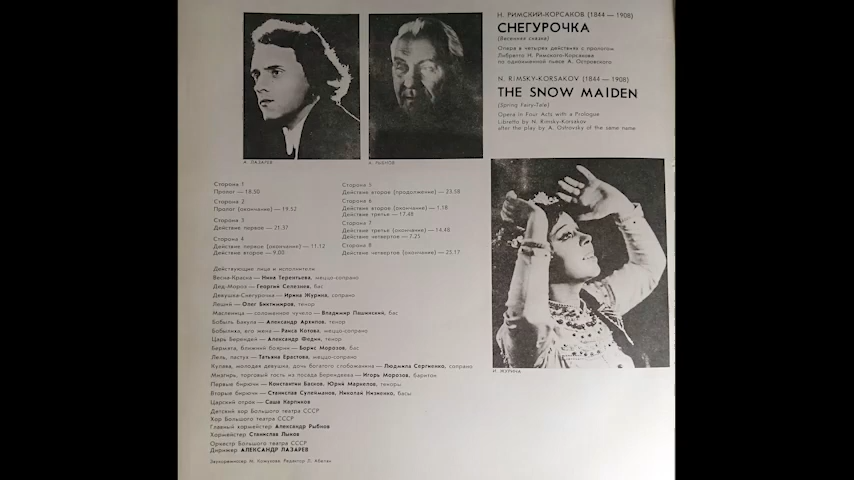 Н. РИМСКИЙ-КОРСАКОВ (1844 — 1908)
СНЕГУРОЧКА
(Весенняя сказка)
Опера в четырех действиях с прологом
Либретто Н. Римского-Корсакова
по одноименной пьесе А. Островского
N. RIMSKY-KORSAKOV (1844 — 1908)
THE SNOW MAIDEN
(Spring Fairy-Tale)
Opera in Four Acts with a Prologue
Libretto by N. Rimsky-Korsakov
after the play by A. Ostrovsky of the same name
А. ЛАЗАРЕВ
А. РЫБНОВ
И. ЖУРИНА
Сторона 1
Пролог — 18.50
Сторона 2
Пролог (окончание) — 19.52
Сторона 3
Действие первое — 21.37
Сторона 4
Действие первое (окончание) — 11.12
Действие второе — 9.00
Сторона 5
Действие второе (продолжение) — 23.58
Сторона 6
Действие второе (окончание) — 1.18
Действие третье — 17.48
Сторона 7
Действие третье (окончание) — 14.48
Действие четвертое — 7.25
Сторона 8
Действие четвертое (окончание) — 25.17
Действующие лица и исполнители
Весна-Краска — Нина Терентьева, меццо-сопрано
Дед-Мороз — Георгий Селезнев, бас
Девушка-Снегурочка — Ирина Журина, сопрано
Леший — Олег Биктимиров, тенор
Масленица — соломенное чучело — Владимир Пашинский, бас
Бобыль Бакула — Александр Архипов, тенор
Бобылиха, его жена — Раиса Котова, меццо-сопрано
Царь Берендей — Александр Федин, тенор
Бермята, ближний боярин — Борис Морозов, бас
Лель, пастух — Татьяна Ерастова, меццо-сопрано
Купава, молодая девушка, дочь богатого слобожанина — Людмила Сергиенко, сопрано
Мизгирь, торговый гость из посада Берендеева — Игорь Морозов, баритон
Первые бирючи — Константин Басков, Юрий Маркелов, теноры
Вторые бирючи — Станислав Сулейманов, Николай Низиенко, басы
Царский отрок — Саша Карпиков
Детский хор Большого театра СССР
Хор Большого театра СССР
Главный хормейстер Александр Рыбнов
Хормейстер Станислав Лыков
Оркестр Большого театра СССР
Дирижер АЛЕКСАНДР ЛАЗАРЕВ
Звукорежиссер М. Кожухова. Редактор Л. Абелян